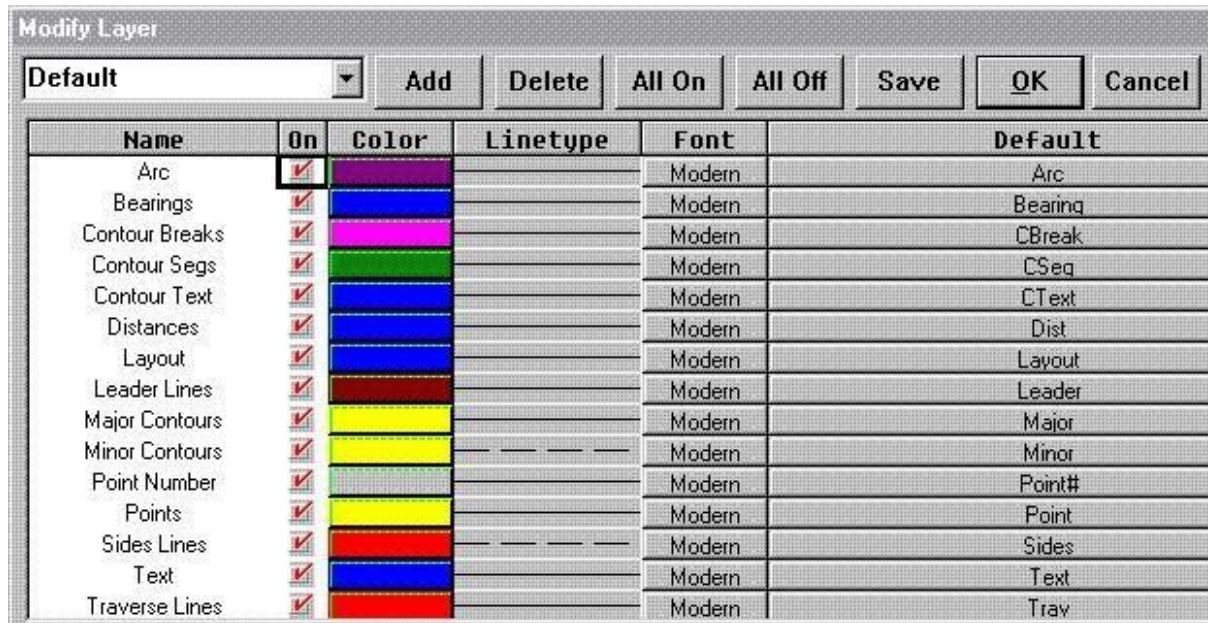 Modify Layer
Default Add Delete All On All Off Save OK Cancel
Name On Color Linetype Font Default
Arc Modern Arc
Bearings Modern Bearing
Contour Breaks Modern CBreak
Contour Segs Modern CSeg
Contour Text Modern CText
Distances Modern Dist
Layout Modern Layout
Leader Lines Modern Leader
Major Contours Modern Major
Minor Contours Modern Minor
Point Number Modern Point#
Points Modern Point
Sides Lines Modern Sides
Text Modern Text
Traverse Lines Modern Trav